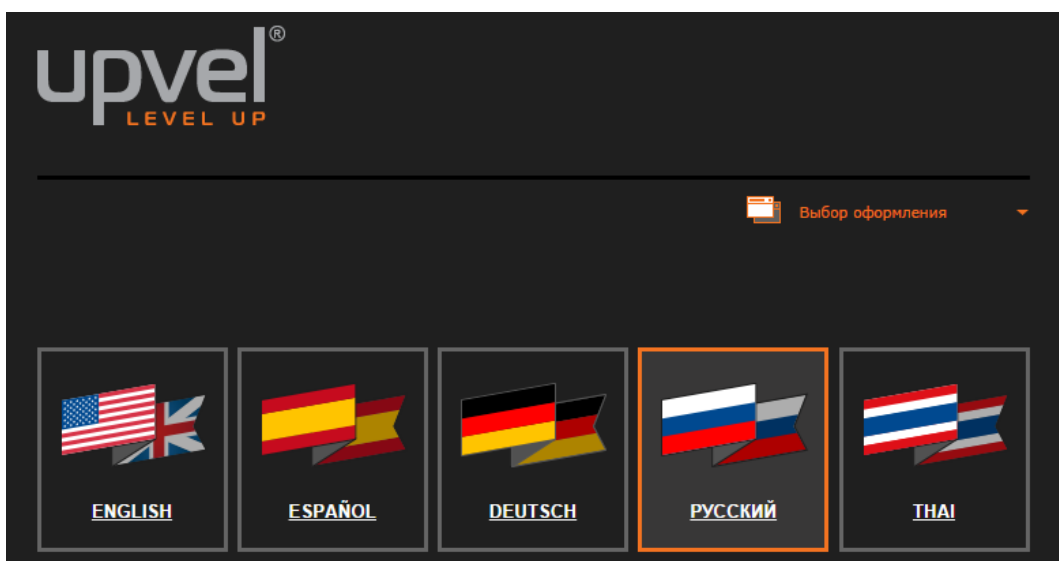 upvel®
LEVEL UP
Выбор оформления
ENGLISH
ESPAÑOL
DEUTSCH
РУССКИЙ
THAI